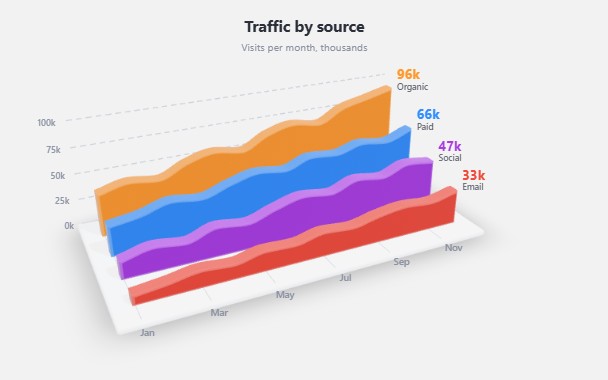 Traffic by source
Visits per month, thousands
96k
Organic
66k
Paid
47k
Social
33k
Email
100k
75k
50k
25k
0k
Jan
Mar
May
Jul
Sep
Nov